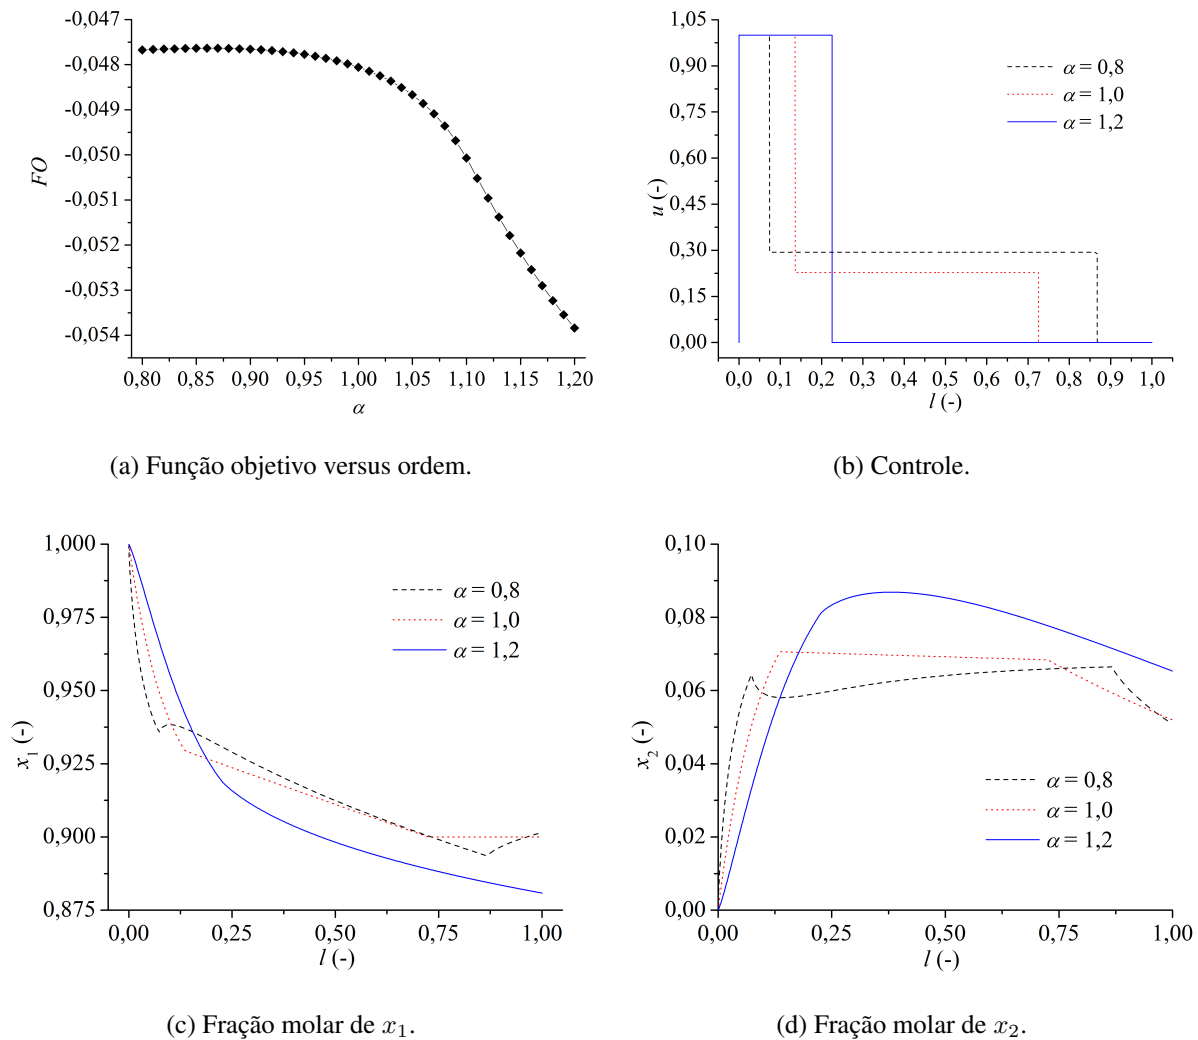 -0,047
-0,048
-0,049
-0,050
-0,051
-0,052
-0,053
-0,054
FO
0,80 0,85 0,90 0,95 1,00 1,05 1,10 1,15 1,20
α
(a) Função objetivo versus ordem.
1,05
0,90
0,75
0,60
0,45
0,30
0,15
0,00
u (-)
α = 0,8
α = 1,0
α = 1,2
0,0 0,1 0,2 0,3 0,4 0,5 0,6 0,7 0,8 0,9 1,0
l (-)
(b) Controle.
1,000
0,975
0,950
0,925
0,900
0,875
x₁ (-)
α = 0,8
α = 1,0
α = 1,2
0,00 0,25 0,50 0,75 1,00
l (-)
(c) Fração molar de x₁.
0,10
0,08
0,06
0,04
0,02
0,00
x₂ (-)
α = 0,8
α = 1,0
α = 1,2
0,00 0,25 0,50 0,75 1,00
l (-)
(d) Fração molar de x₂.